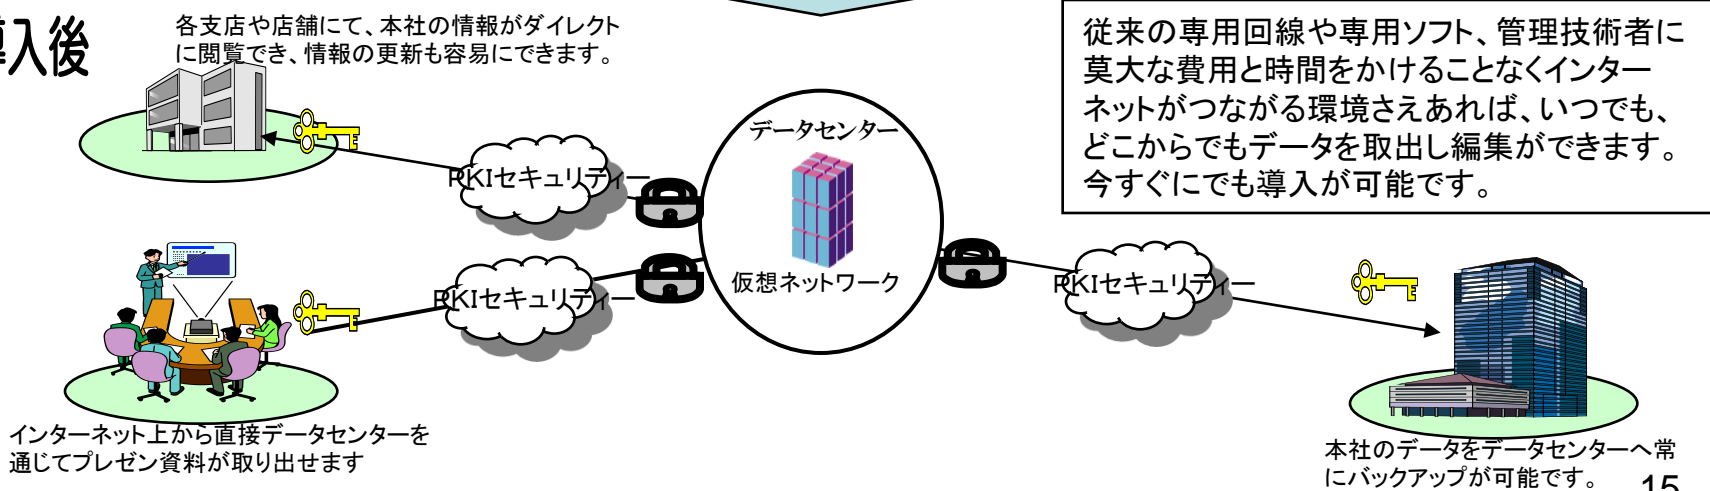 導入後
各支店や店舗にて、本社の情報がダイレクト
に閲覧でき、情報の更新も容易にできます。
従来の専用回線や専用ソフト、管理技術者に
莫大な費用と時間をかけることなくインター
ネットがつながる環境さえあれば、いつでも、
どこからでもデータを取出し編集ができます。
今すぐにでも導入が可能です。
データセンター
仮想ネットワーク
PKIセキュリティー
PKIセキュリティー
PKIセキュリティー
インターネット上から直接データセンターを
通じてプレゼン資料が取り出せます
本社のデータをデータセンターへ常
にバックアップが可能です。
15